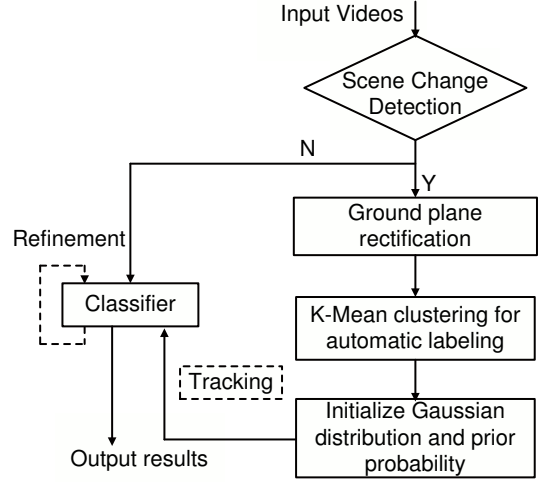 Input Videos
Scene Change
Detection
N
Y
Ground plane
rectification
Refinement
Classifier
K-Mean clustering for
automatic labeling
Tracking
Initialize Gaussian
distribution and prior
probability
Output results